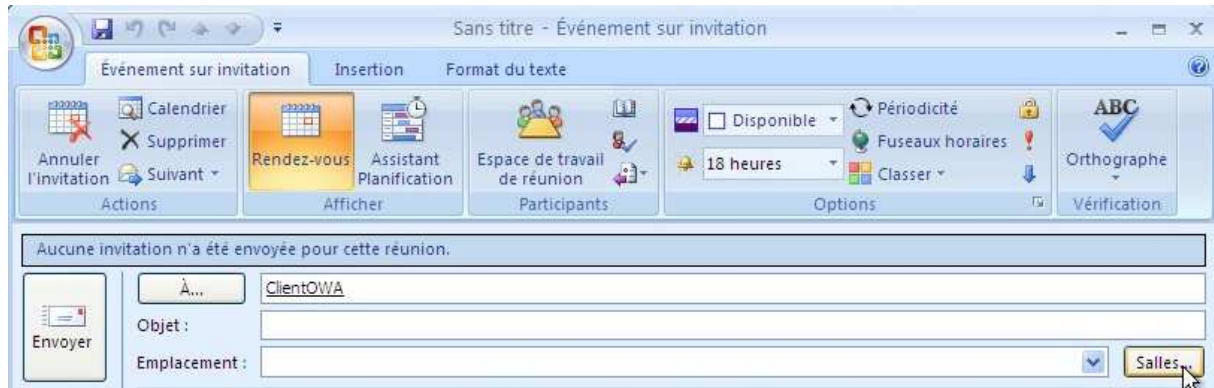 Sans titre - Événement sur invitation
Événement sur invitation Insertion Format du texte
Annuler l'invitation
Calendrier
Supprimer
Suivant
Actions
Rendez-vous
Assistant Planification
Afficher
Espace de travail de réunion
Participants
Disponible
18 heures
Périodicité
Fuseaux horaires
Classer
Options
ABC
Orthographe
Vérification
Aucune invitation n'a été envoyée pour cette réunion.
Envoyer
À... ClientOWA
Objet :
Emplacement : Salles...